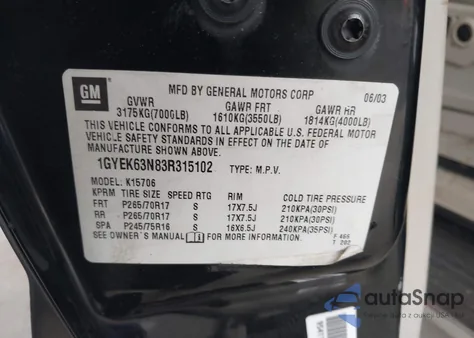 GM
MFD BY GENERAL MOTORS CORP 06/03
GVWR GAWR FRT GAWR RR
3175KG(7000LB) 1610KG(3550LB) 1814KG(4000LB)
THIS VEHICLE CONFORMS TO ALL APPLICABLE U.S. FEDERAL MOTOR
VEHICLE SAFETY STANDARDS IN EFFECT ON THE DATE OF
MANUFACTURE SHOWN ABOVE.
1GYEK63N83R315102 TYPE: M.P.V.
MODEL: K15706
KPRM TIRE SIZE SPEED RTG RIM COLD TIRE PRESSURE
FRT P265/70R17 S 17X7.5J 210KPA(30PSI)
RR P265/70R17 S 17X7.5J 210KPA(30PSI)
SPA P245/75R16 S 16X6.5J 240KPA(35PSI)
SEE OWNER'S MANUAL FOR MORE INFORMATION.
autoSnap